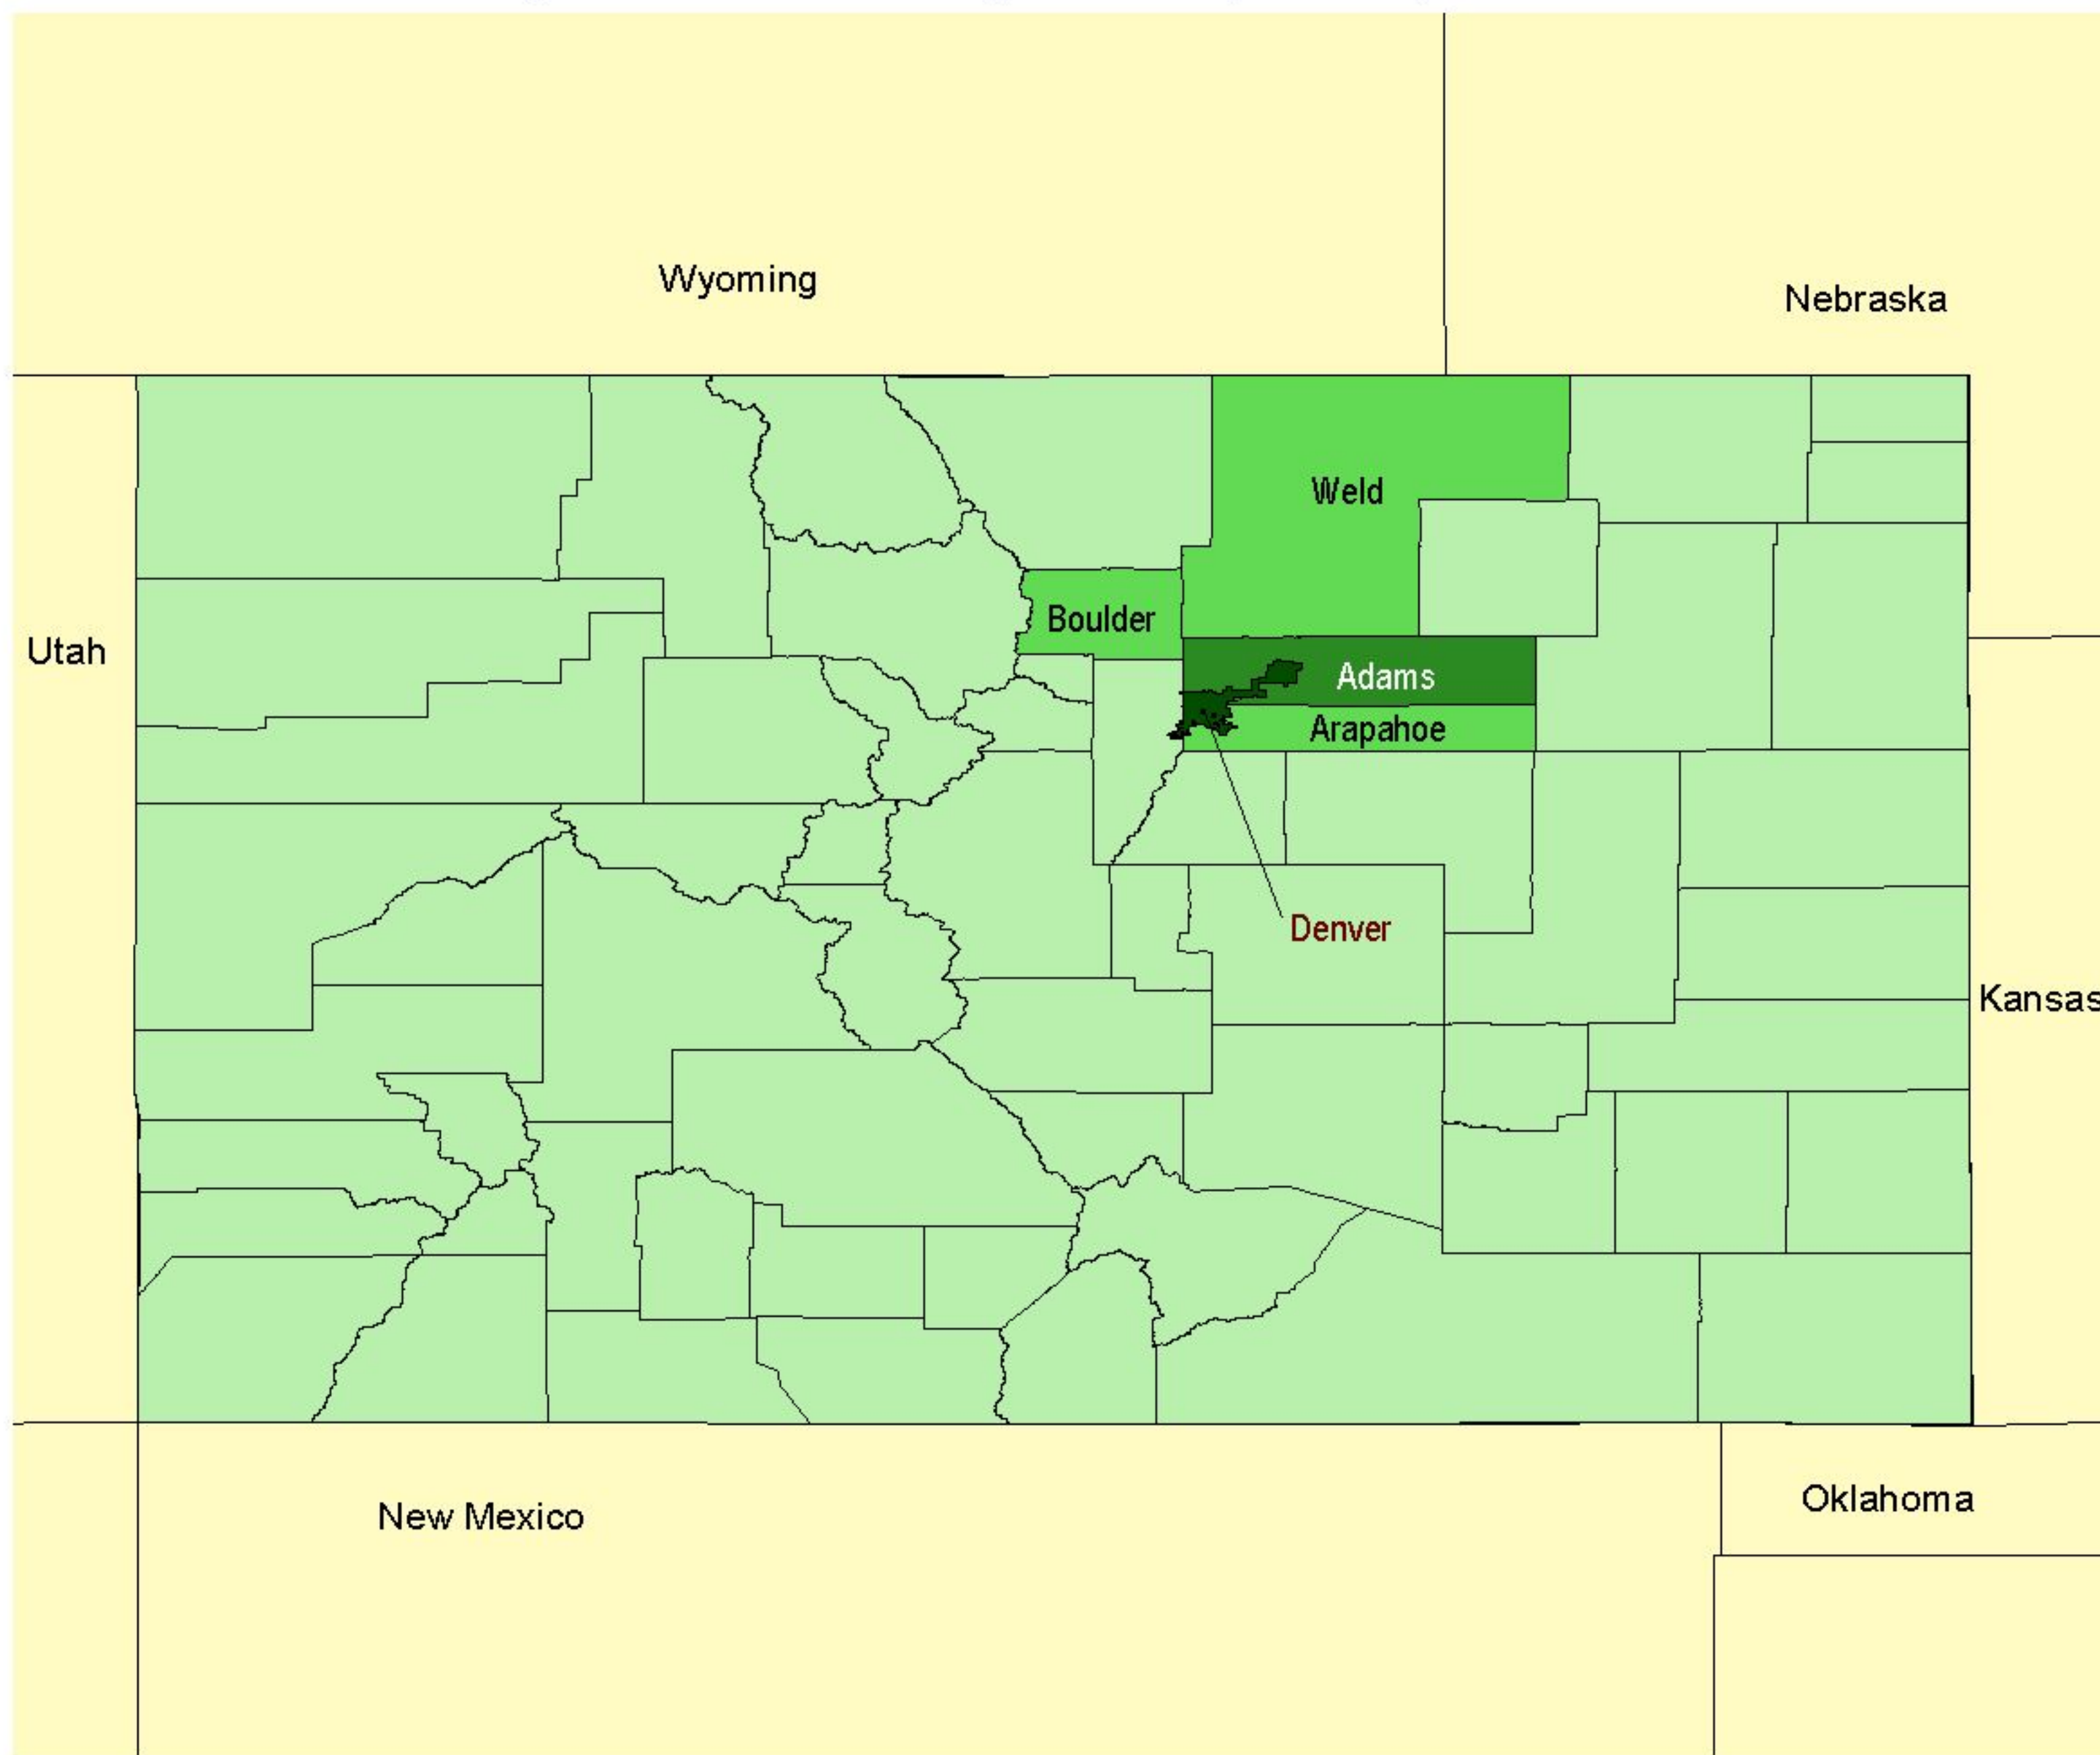 Wyoming
Nebraska
Weld
Boulder
Utah
Adams
Arapahoe
Denver
Kansas
New Mexico
Oklahoma